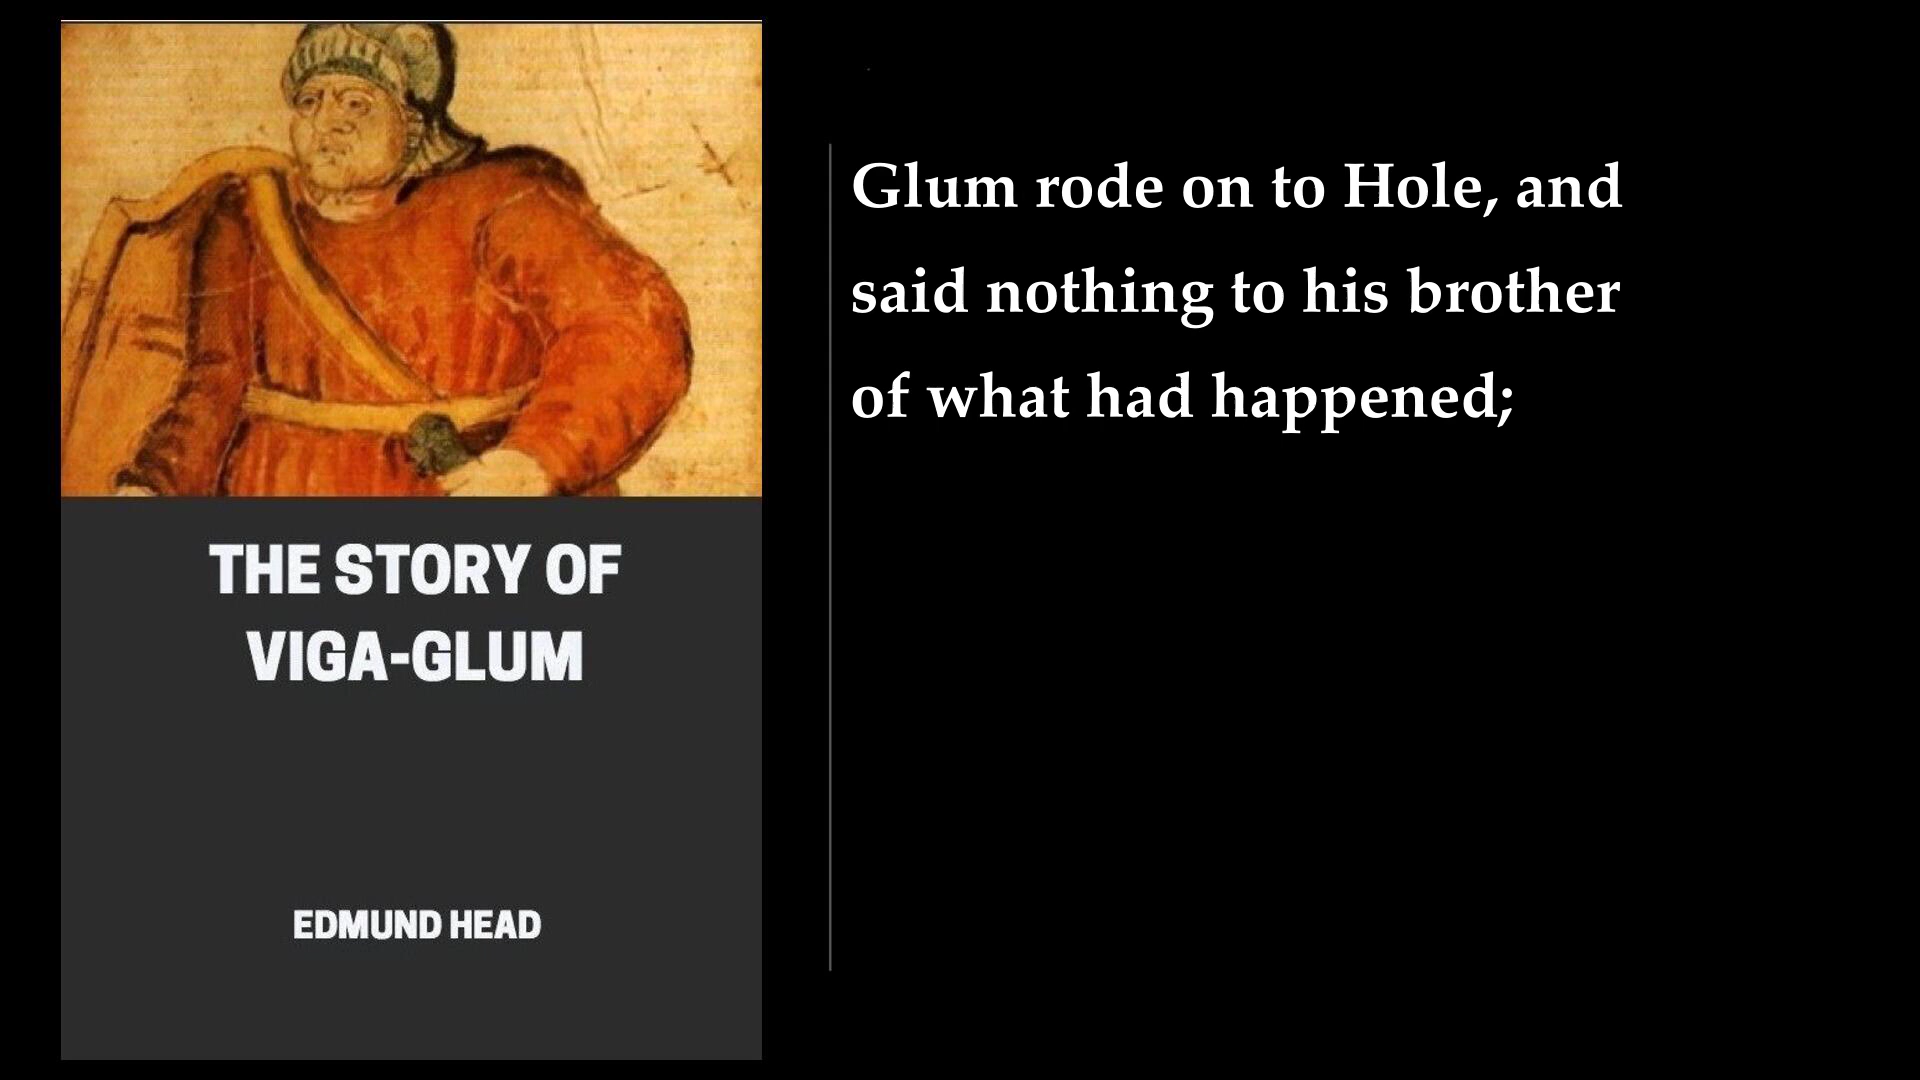 THE STORY OF
VIGA-GLUM
EDMUND HEAD
Glum rode on to Hole, and
said nothing to his brother
of what had happened;